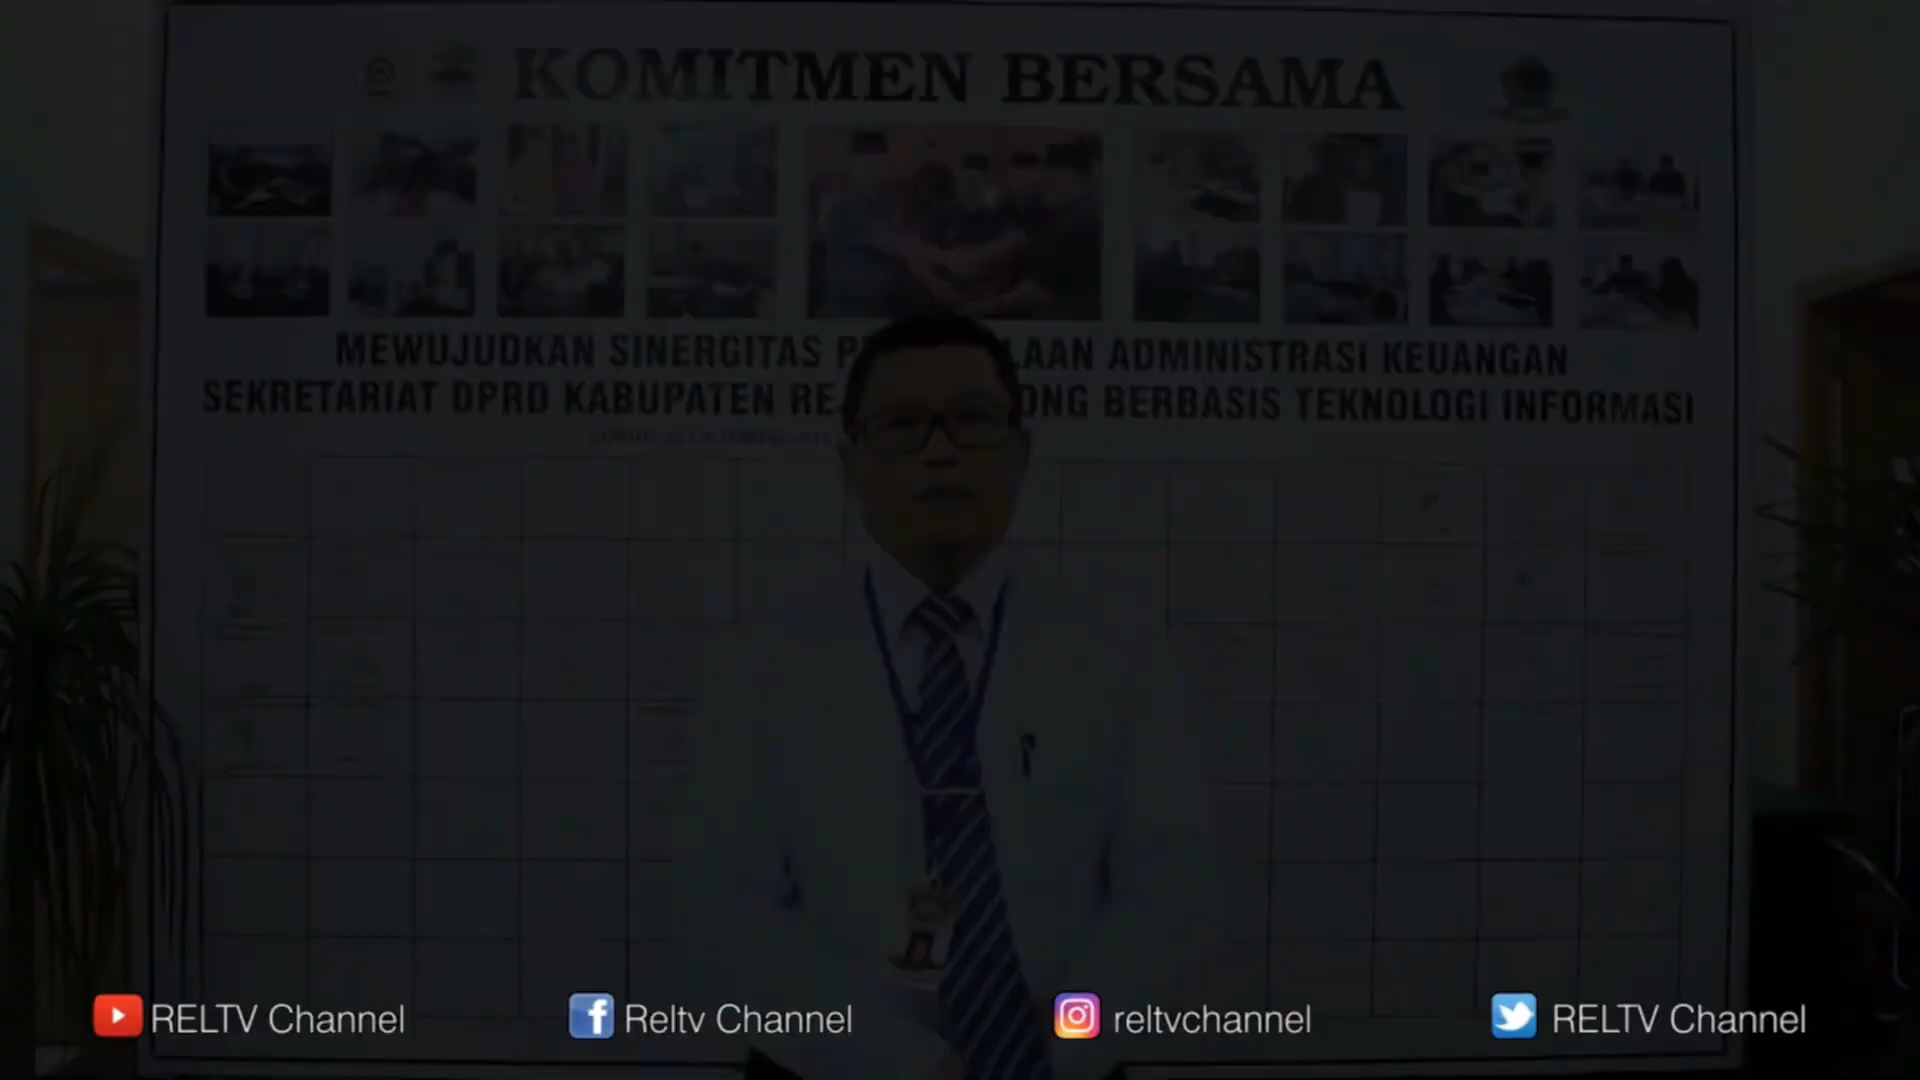 KOMITMEN BERSAMA
MEWUJUDKAN SINERGITAS P LAAN ADMINISTRASI KEUANGAN
SEKRETARIAT DPRD KABUPATEN RE ONG BERBASIS TEKNOLOGI INFORMASI
RELTV Channel
Reltv Channel
reltvchannel
RELTV Channel